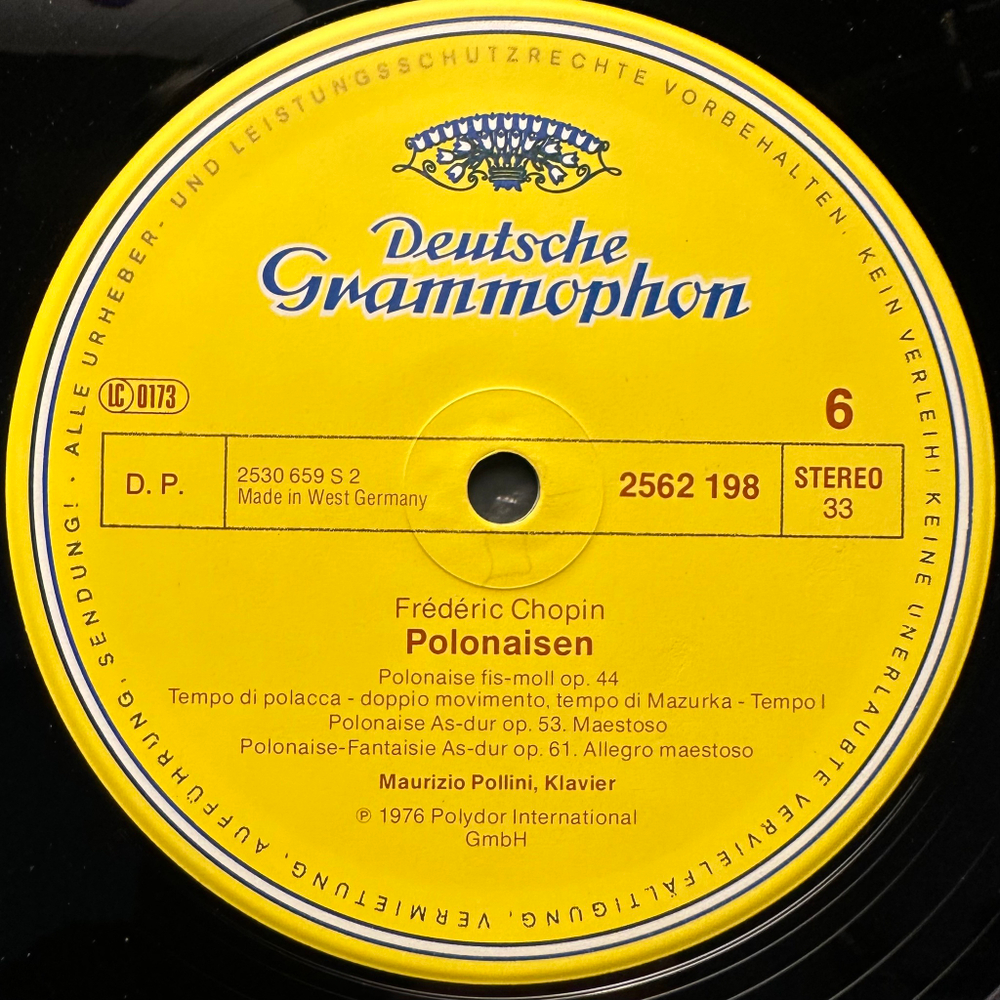 ALLE URHEBER- UND LEISTUNGSSCHUTZRECHTE VORBEHALTEN. KEIN VERLEIH! KEINE UNERLAUBTE VERVIELFÄLTIGUNG, VERMIETUNG, AUFFÜHRUNG, SENDUNG! ·
Deutsche
Grammophon
LC 0173
6
D. P.
2530 659 S 2
Made in West Germany
2562 198
STEREO
33
Frédéric Chopin
Polonaisen
Polonaise fis-moll op. 44
Tempo di polacca - doppio movimento, tempo di Mazurka - Tempo I
Polonaise As-dur op. 53. Maestoso
Polonaise-Fantaisie As-dur op. 61. Allegro maestoso
Maurizio Pollini, Klavier
℗ 1976 Polydor International
GmbH